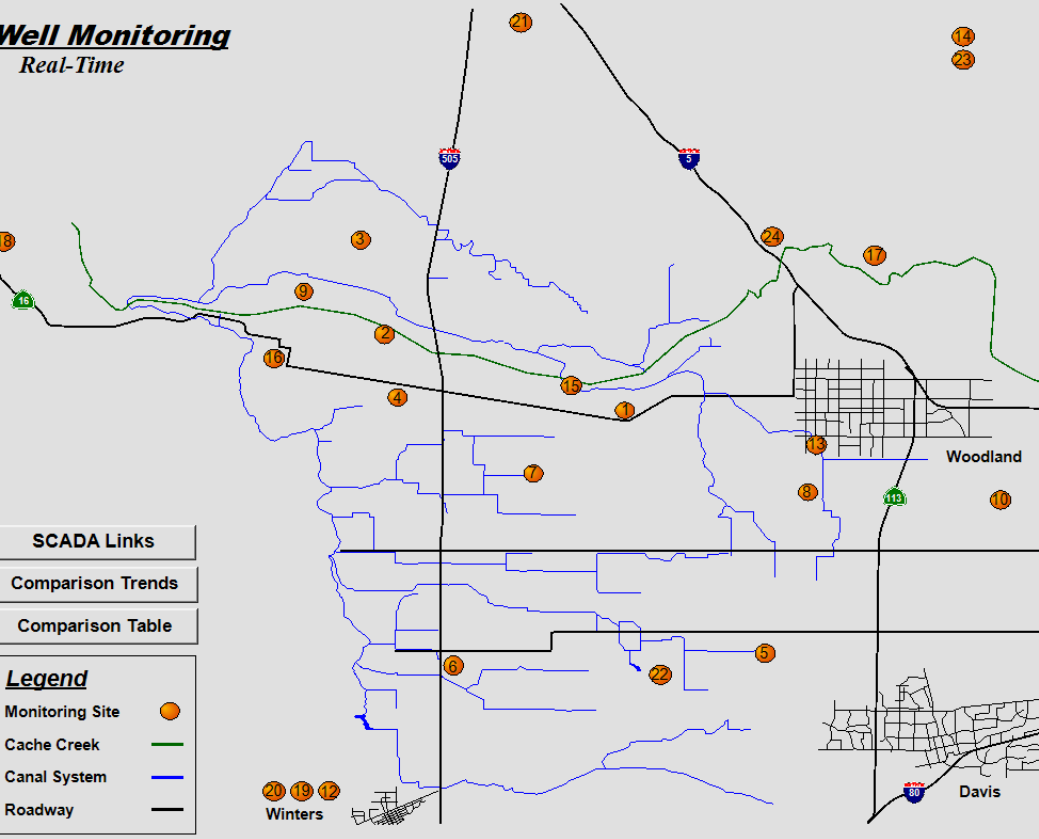 Well Monitoring
Real-Time
21
14
23
505
5
18
3
24
17
16
9
2
16
15
4
1
13
Woodland
7
8
113
10
SCADA Links
Comparison Trends
Comparison Table
6
22
5
Legend
Monitoring Site
Cache Creek
Canal System
Roadway
20 19 12
Winters
80
Davis